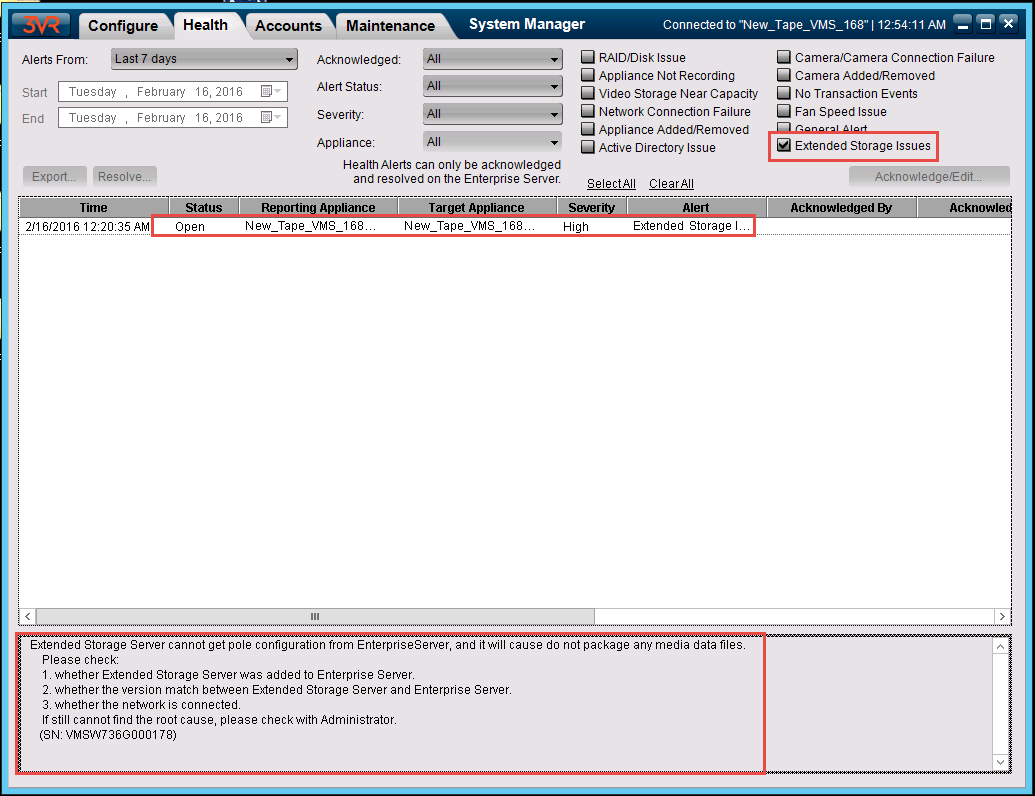 3VR Configure Health Accounts Maintenance System Manager Connected to "New_Tape_VMS_168" | 12:54:11 AM
Alerts From: Last 7 days
Start Tuesday , February 16, 2016
End Tuesday , February 16, 2016
Export... Resolve...
Acknowledged: All
Alert Status: All
Severity: All
Appliance: All
Health Alerts can only be acknowledged
and resolved on the Enterprise Server.
RAID/Disk Issue
Appliance Not Recording
Video Storage Near Capacity
Network Connection Failure
Appliance Added/Removed
Active Directory Issue
Select All Clear All
Camera/Camera Connection Failure
Camera Added/Removed
No Transaction Events
Fan Speed Issue
General Alert
Extended Storage Issues
Acknowledge/Edit...
Time Status Reporting Appliance Target Appliance Severity Alert Acknowledged By Acknowled
2/16/2016 12:20:35 AM Open New_Tape_VMS_168... New_Tape_VMS_168... High Extended Storage I...
Extended Storage Server cannot get pole configuration from EnterpriseServer, and it will cause do not package any media data files.
Please check:
1. whether Extended Storage Server was added to Enterprise Server.
2. whether the version match between Extended Storage Server and Enterprise Server.
3. whether the network is connected.
If still cannot find the root cause, please check with Administrator.
(SN: VMSW736G000178)